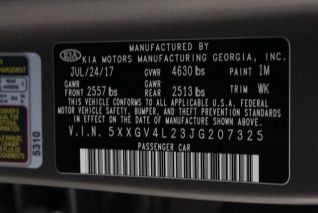 MANUFACTURED BY
KIA KIA MOTORS MANUFACTURING GEORGIA, INC.
JUL/24/17 GVWR 4630 lbs PAINT IM
GAWR GAWR
FRONT 2557 lbs REAR 2513 lbs TRIM WK
THIS VEHICLE CONFORMS TO ALL APPLICABLE U.S.A. FEDERAL
MOTOR VEHICLE SAFETY, BUMPER, AND THEFT PREVENTION
STANDARDS IN EFFECT ON THE DATE OF MANUFACTURE SHOWN
ABOVE.
V.I.N. 5XXGV4L23JG207325
PASSENGER CAR
5310